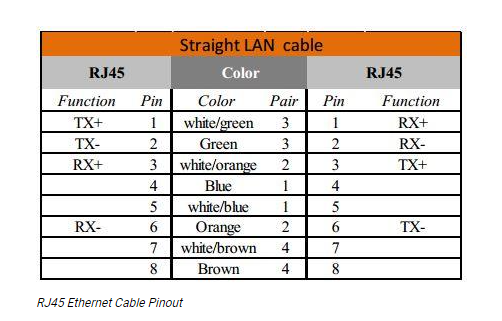 Straight LAN cable
RJ45 Color RJ45
Function Pin Color Pair Pin Function
TX+ 1 white/green 3 1 RX+
TX- 2 Green 3 2 RX-
RX+ 3 white/orange 2 3 TX+
4 Blue 1 4
5 white/blue 1 5
RX- 6 Orange 2 6 TX-
7 white/brown 4 7
8 Brown 4 8
RJ45 Ethernet Cable Pinout